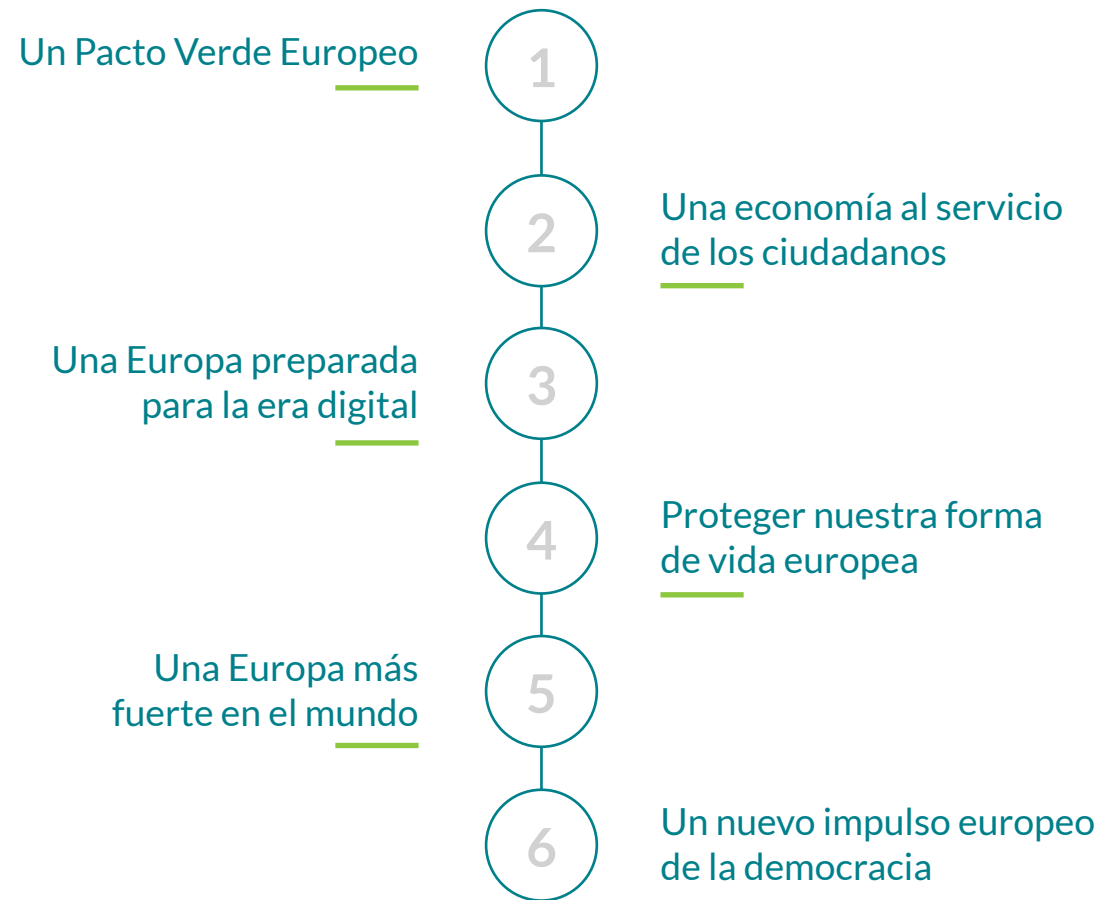 Un Pacto Verde Europeo
1
2
Una economía al servicio
de los ciudadanos
Una Europa preparada
para la era digital
3
4
Proteger nuestra forma
de vida europea
Una Europa más
fuerte en el mundo
5
6
Un nuevo impulso europeo
de la democracia